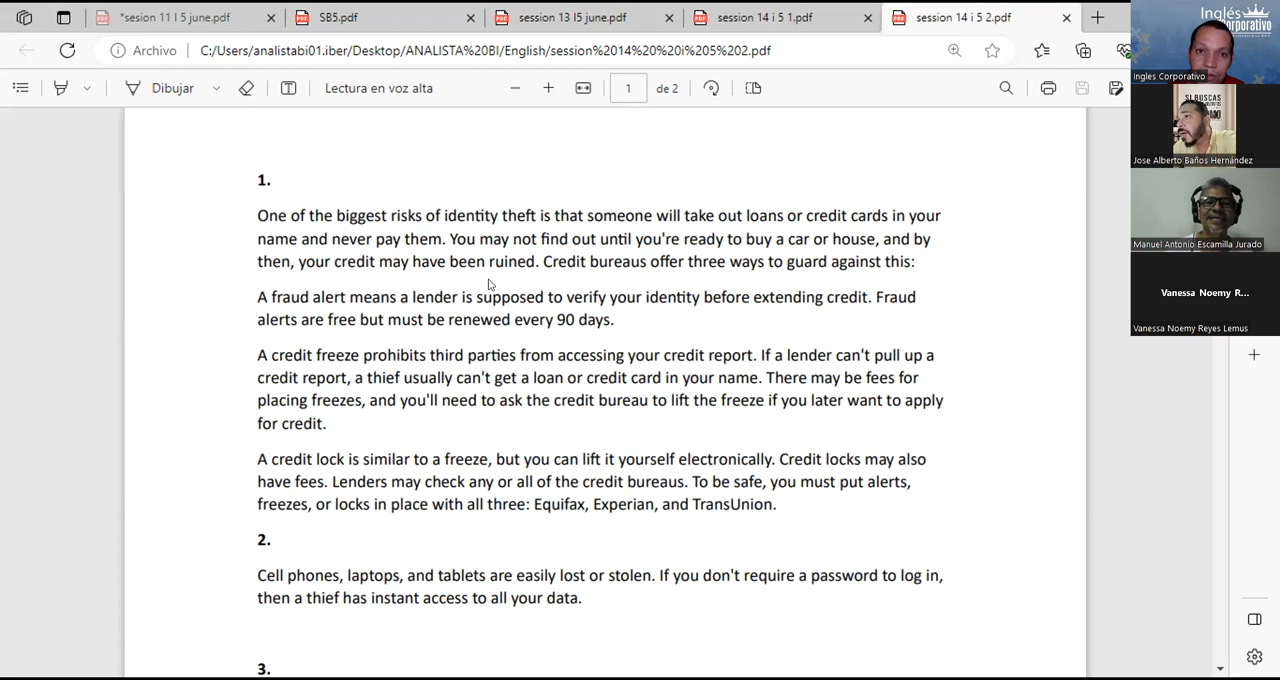 *sesion 11 I 5 june.pdf
SB5.pdf
session 13 I5 june.pdf
session 14 i 5 1.pdf
session 14 i 5 2.pdf
Archivo
C:/Users/analistabi01.iber/Desktop/ANALISTA%20BI/English/session%2014%20%20i%205%202.pdf
Dibujar
Lectura en voz alta
1
de 2
Inglés
Corporativo
Ingles Corporativo
SI BUSCAS
Jose Alberto Baños Hernández
Manuel Antonio Escamilla Jurado
Vanessa Noemy R...
Vanessa Noemy Reyes Lemus
1.
One of the biggest risks of identity theft is that someone will take out loans or credit cards in your
name and never pay them. You may not find out until you're ready to buy a car or house, and by
then, your credit may have been ruined. Credit bureaus offer three ways to guard against this:
A fraud alert means a lender is supposed to verify your identity before extending credit. Fraud
alerts are free but must be renewed every 90 days.
A credit freeze prohibits third parties from accessing your credit report. If a lender can't pull up a
credit report, a thief usually can't get a loan or credit card in your name. There may be fees for
placing freezes, and you'll need to ask the credit bureau to lift the freeze if you later want to apply
for credit.
A credit lock is similar to a freeze, but you can lift it yourself electronically. Credit locks may also
have fees. Lenders may check any or all of the credit bureaus. To be safe, you must put alerts,
freezes, or locks in place with all three: Equifax, Experian, and TransUnion.
2.
Cell phones, laptops, and tablets are easily lost or stolen. If you don't require a password to log in,
then a thief has instant access to all your data.
3.